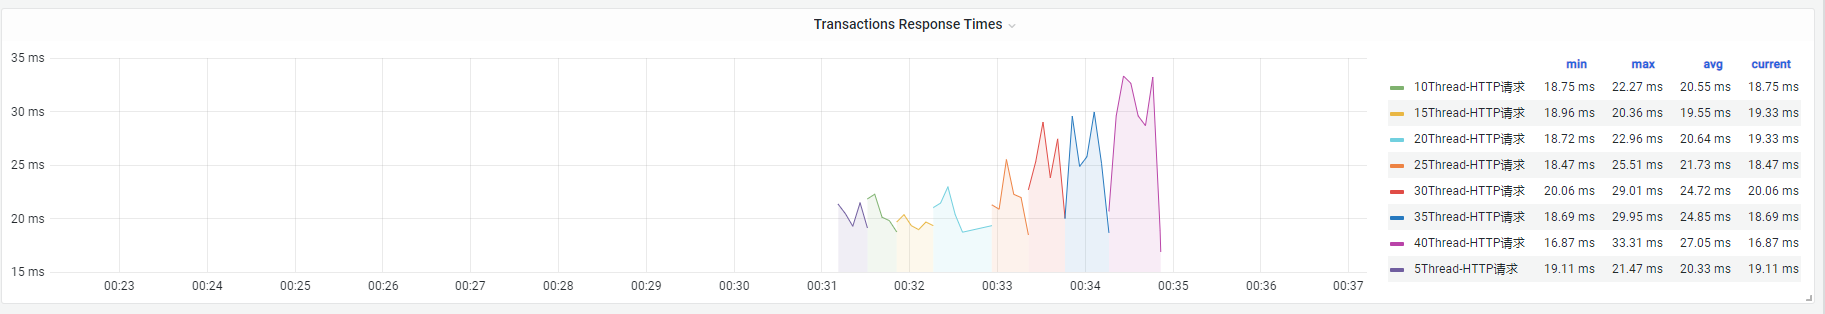 Transactions Response Times
35 ms
30 ms
25 ms
20 ms
15 ms
00:23 00:24 00:25 00:26 00:27 00:28 00:29 00:30 00:31 00:32 00:33 00:34 00:35 00:36 00:37
min max avg current
10Thread-HTTP请求 18.75 ms 22.27 ms 20.55 ms 18.75 ms
15Thread-HTTP请求 18.96 ms 20.36 ms 19.55 ms 19.33 ms
20Thread-HTTP请求 18.72 ms 22.96 ms 20.64 ms 19.33 ms
25Thread-HTTP请求 18.47 ms 25.51 ms 21.73 ms 18.47 ms
30Thread-HTTP请求 20.06 ms 29.01 ms 24.72 ms 20.06 ms
35Thread-HTTP请求 18.69 ms 29.95 ms 24.85 ms 18.69 ms
40Thread-HTTP请求 16.87 ms 33.31 ms 27.05 ms 16.87 ms
5Thread-HTTP请求 19.11 ms 21.47 ms 20.33 ms 19.11 ms